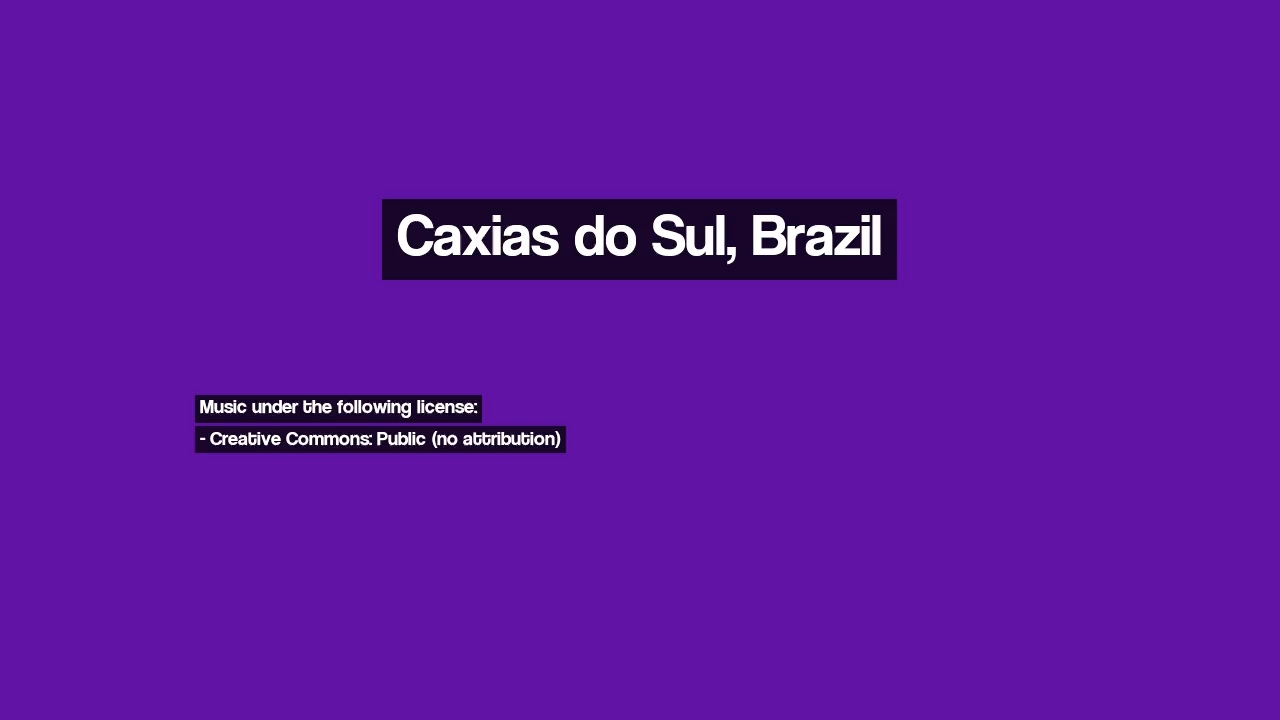 Caxias do Sul, Brazil
Music under the following license:
- Creative Commons: Public (no attribution)